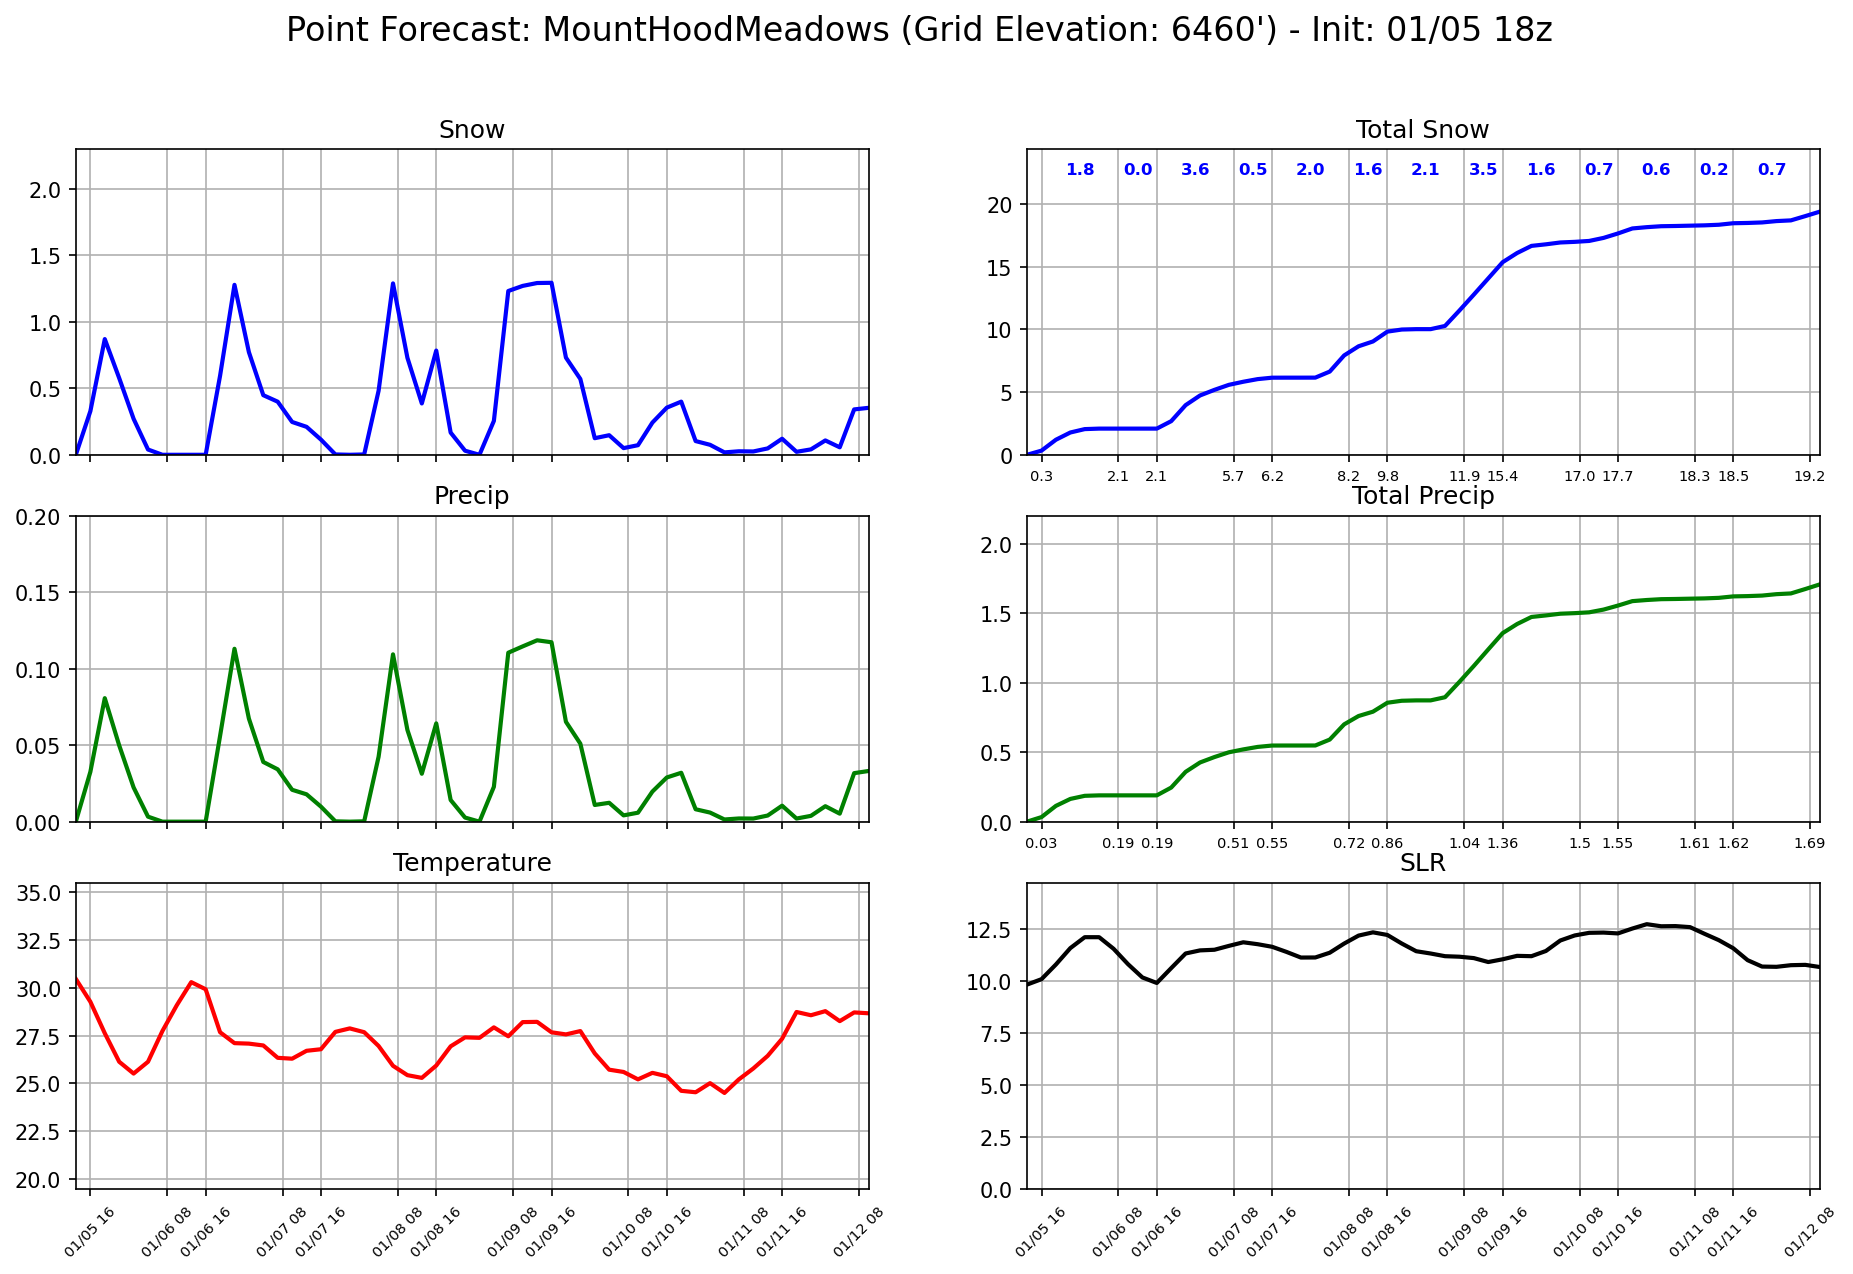 Point Forecast: MountHoodMeadows (Grid Elevation: 6460') - Init: 01/05 18z
Snow
2.0
1.5
1.0
0.5
0.0
Total Snow
1.8 0.0 3.6 0.5 2.0 1.6 2.1 3.5 1.6 0.7 0.6 0.2 0.7
20
15
10
5
0
0.3 2.1 2.1 5.7 6.2 8.2 9.8 11.9 15.4 17.0 17.7 18.3 18.5 19.2
Precip
0.20
0.15
0.10
0.05
0.00
Total Precip
2.0
1.5
1.0
0.5
0.0
0.03 0.19 0.19 0.51 0.55 0.72 0.86 1.04 1.36 1.5 1.55 1.61 1.62 1.69
Temperature
35.0
32.5
30.0
27.5
25.0
22.5
20.0
01/05 16 01/06 08 01/06 16 01/07 08 01/07 16 01/08 08 01/08 16 01/09 08 01/09 16 01/10 08 01/10 16 01/11 08 01/11 16 01/12 08
SLR
12.5
10.0
7.5
5.0
2.5
0.0
01/05 16 01/06 08 01/06 16 01/07 08 01/07 16 01/08 08 01/08 16 01/09 08 01/09 16 01/10 08 01/10 16 01/11 08 01/11 16 01/12 08